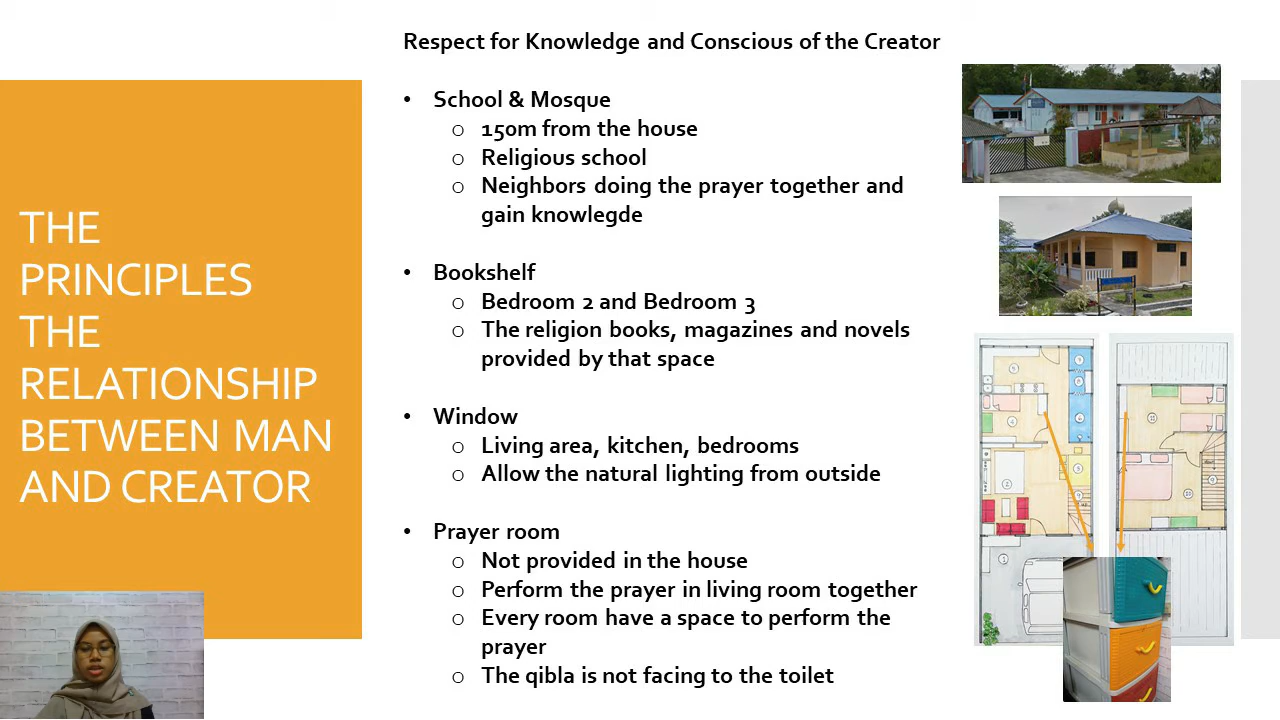 Respect for Knowledge and Conscious of the Creator
THE
PRINCIPLES
THE
RELATIONSHIP
BETWEEN MAN
AND CREATOR
• School & Mosque
o 150m from the house
o Religious school
o Neighbors doing the prayer together and
gain knowlegde
• Bookshelf
o Bedroom 2 and Bedroom 3
o The religion books, magazines and novels
provided by that space
• Window
o Living area, kitchen, bedrooms
o Allow the natural lighting from outside
• Prayer room
o Not provided in the house
o Perform the prayer in living room together
o Every room have a space to perform the
prayer
o The qibla is not facing to the toilet